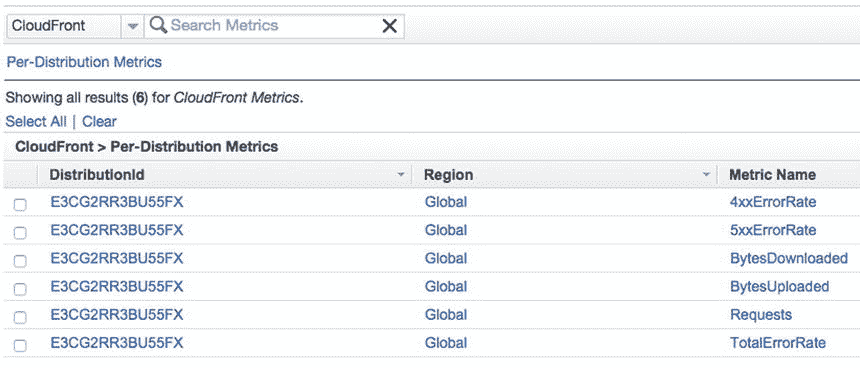 CloudFront Search Metrics
Per-Distribution Metrics
Showing all results (6) for CloudFront Metrics.
Select All | Clear
CloudFront > Per-Distribution Metrics
DistributionId Region Metric Name
E3CG2RR3BU55FX Global 4xxErrorRate
E3CG2RR3BU55FX Global 5xxErrorRate
E3CG2RR3BU55FX Global BytesDownloaded
E3CG2RR3BU55FX Global BytesUploaded
E3CG2RR3BU55FX Global Requests
E3CG2RR3BU55FX Global TotalErrorRate